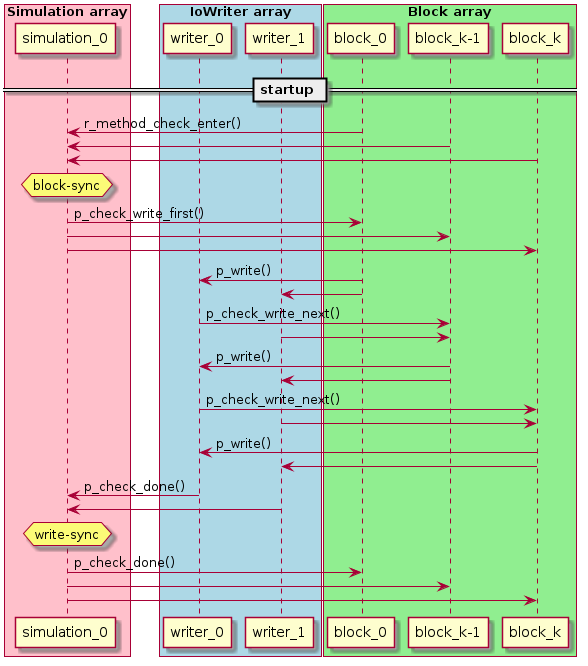 Simulation array IoWriter array Block array
simulation_0 writer_0 writer_1 block_0 block_k-1 block_k
startup
r_method_check_enter()
block-sync
p_check_write_first()
p_write()
p_check_write_next()
p_write()
p_check_write_next()
p_write()
p_check_done()
write-sync
p_check_done()
simulation_0 writer_0 writer_1 block_0 block_k-1 block_k